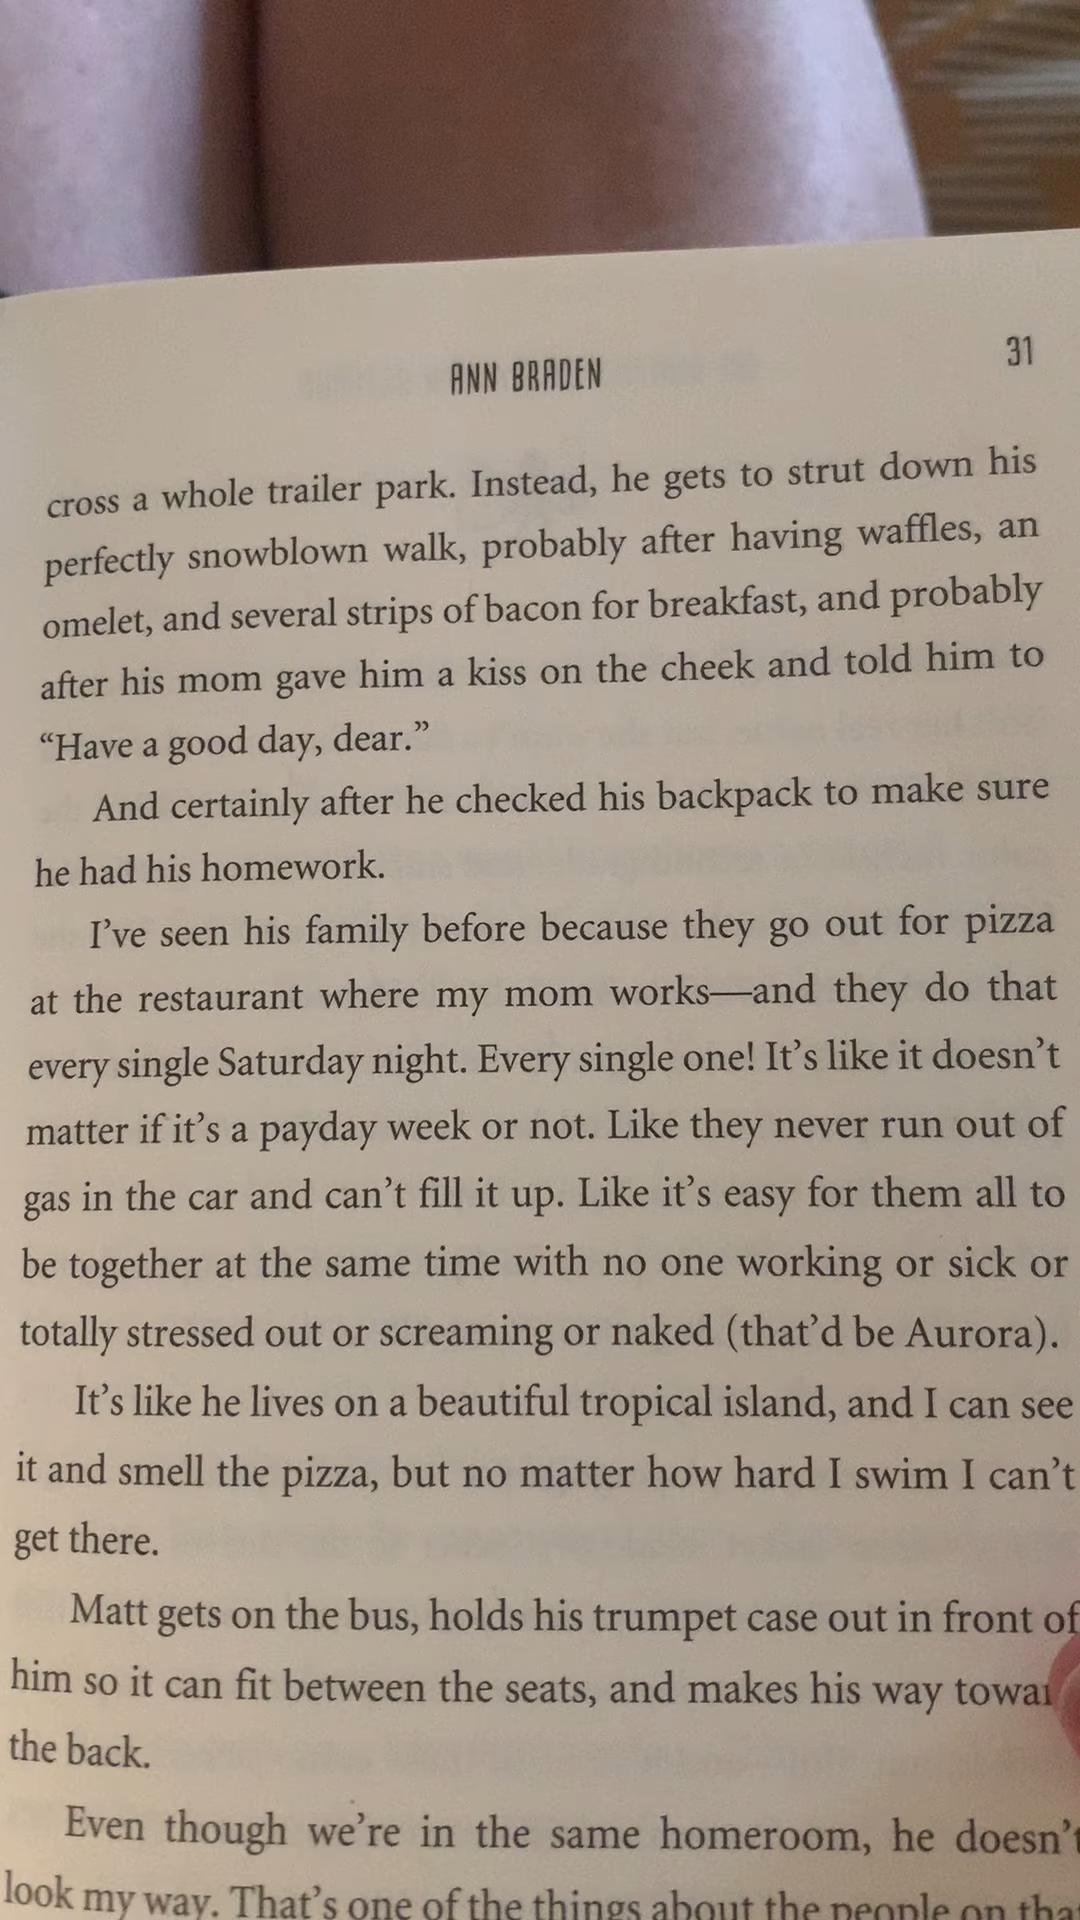 ANN BRADEN 31
cross a whole trailer park. Instead, he gets to strut down his
perfectly snowblown walk, probably after having waffles, an
omelet, and several strips of bacon for breakfast, and probably
after his mom gave him a kiss on the cheek and told him to
“Have a good day, dear.”
And certainly after he checked his backpack to make sure
he had his homework.
I’ve seen his family before because they go out for pizza
at the restaurant where my mom works—and they do that
every single Saturday night. Every single one! It’s like it doesn’t
matter if it’s a payday week or not. Like they never run out of
gas in the car and can’t fill it up. Like it’s easy for them all to
be together at the same time with no one working or sick or
totally stressed out or screaming or naked (that’d be Aurora).
It’s like he lives on a beautiful tropical island, and I can see
it and smell the pizza, but no matter how hard I swim I can’t
get there.
Matt gets on the bus, holds his trumpet case out in front of
him so it can fit between the seats, and makes his way
the back.
Even though we’re in the same homeroom, he doesn’t
look my way. That’s one of the things about the people on